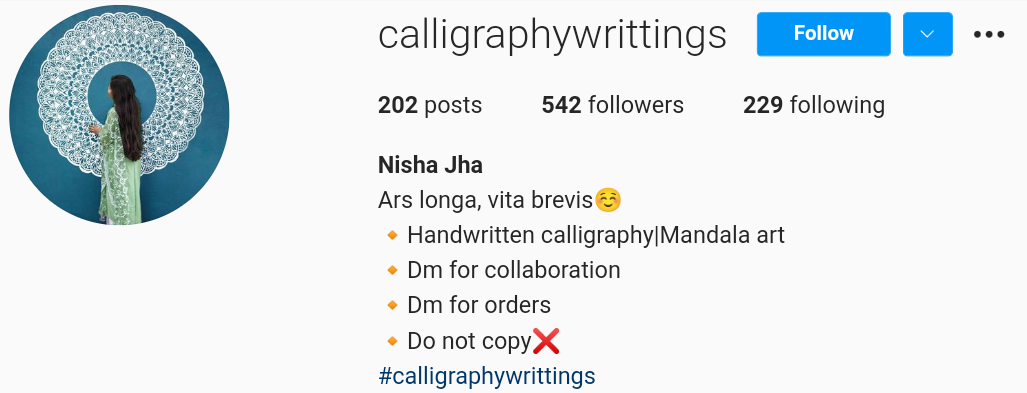 calligraphywrittings Follow
202 posts 542 followers 229 following
Nisha Jha
Ars longa, vita brevis☺️
🔸Handwritten calligraphy|Mandala art
🔸Dm for collaboration
🔸Dm for orders
🔸Do not copy❌
#calligraphywrittings